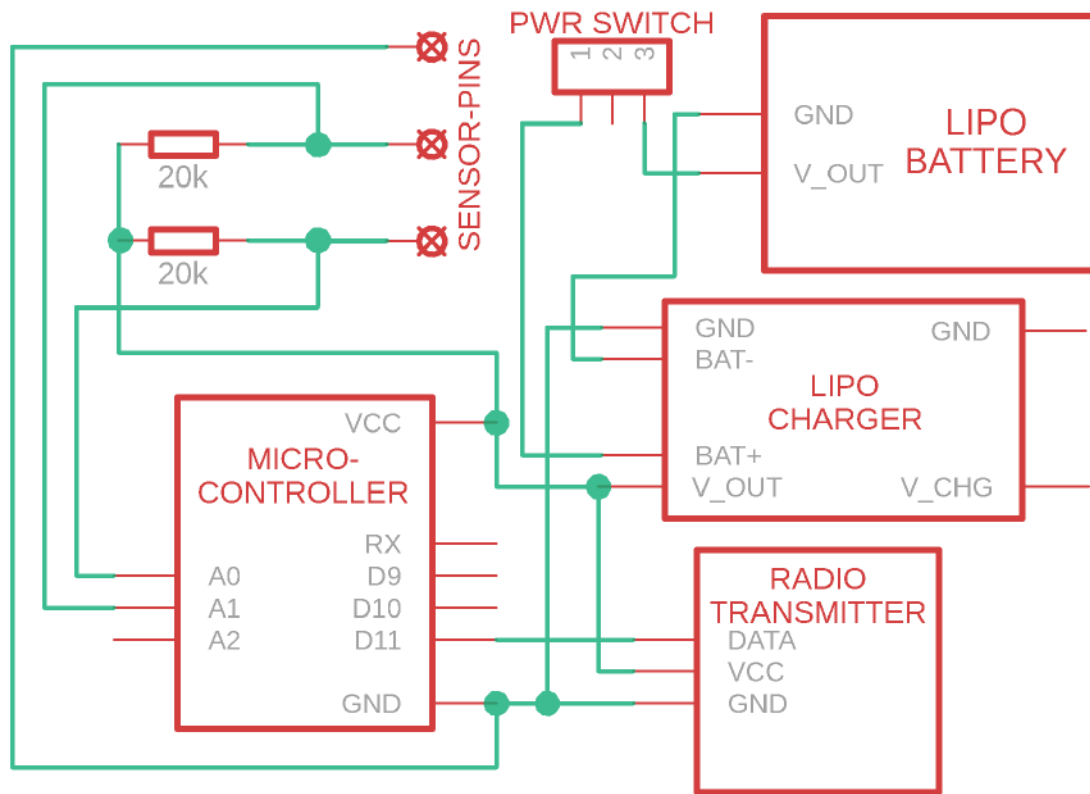 PWR SWITCH
1 2 3
SENSOR-PINS
20k
20k
GND
V_OUT
LIPO
BATTERY
GND
BAT-
BAT+
V_OUT
LIPO
CHARGER
GND
V_CHG
VCC
MICRO-
CONTROLLER
RX
D9
D10
D11
GND
A0
A1
A2
RADIO
TRANSMITTER
DATA
VCC
GND